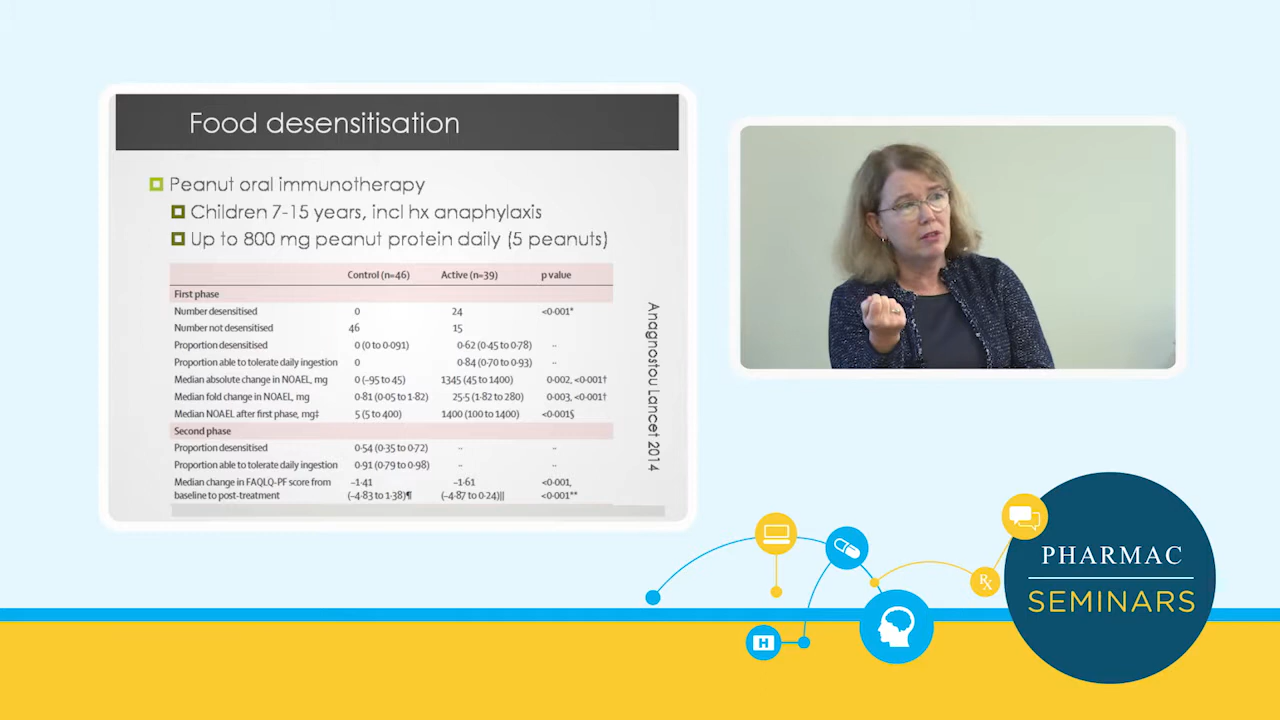 Food desensitisation
Peanut oral immunotherapy
Children 7-15 years, incl hx anaphylaxis
Up to 800 mg peanut protein daily (5 peanuts)
Control (n=46) Active (n=39) p value
First phase
Number desensitised 0 24 <0·001*
Number not desensitised 46 15
Proportion desensitised 0 (0 to 0·091) 0·62 (0·45 to 0·78) ··
Proportion able to tolerate daily ingestion 0 0·84 (0·70 to 0·93) ··
Median absolute change in NOAEL, mg 0 (–95 to 45) 1345 (45 to 1400) 0·002, <0·001†
Median fold change in NOAEL, mg 0·81 (0·05 to 1·82) 25·5 (1·82 to 280) 0·003, <0·001†
Median NOAEL after first phase, mg‡ 5 (5 to 400) 1400 (100 to 1400) <0·001§
Second phase
Proportion desensitised 0·54 (0·35 to 0·72) ·· ··
Proportion able to tolerate daily ingestion 0·91 (0·79 to 0·98) ·· ··
Median change in FAQLQ-PF score from –1·41 –1·61 <0·001,
baseline to post-treatment (–4·83 to 1·38)¶ (–4·87 to 0·24)|| <0·001**
Anagnostou Lancet 2014
PHARMAC
SEMINARS
Rx
H